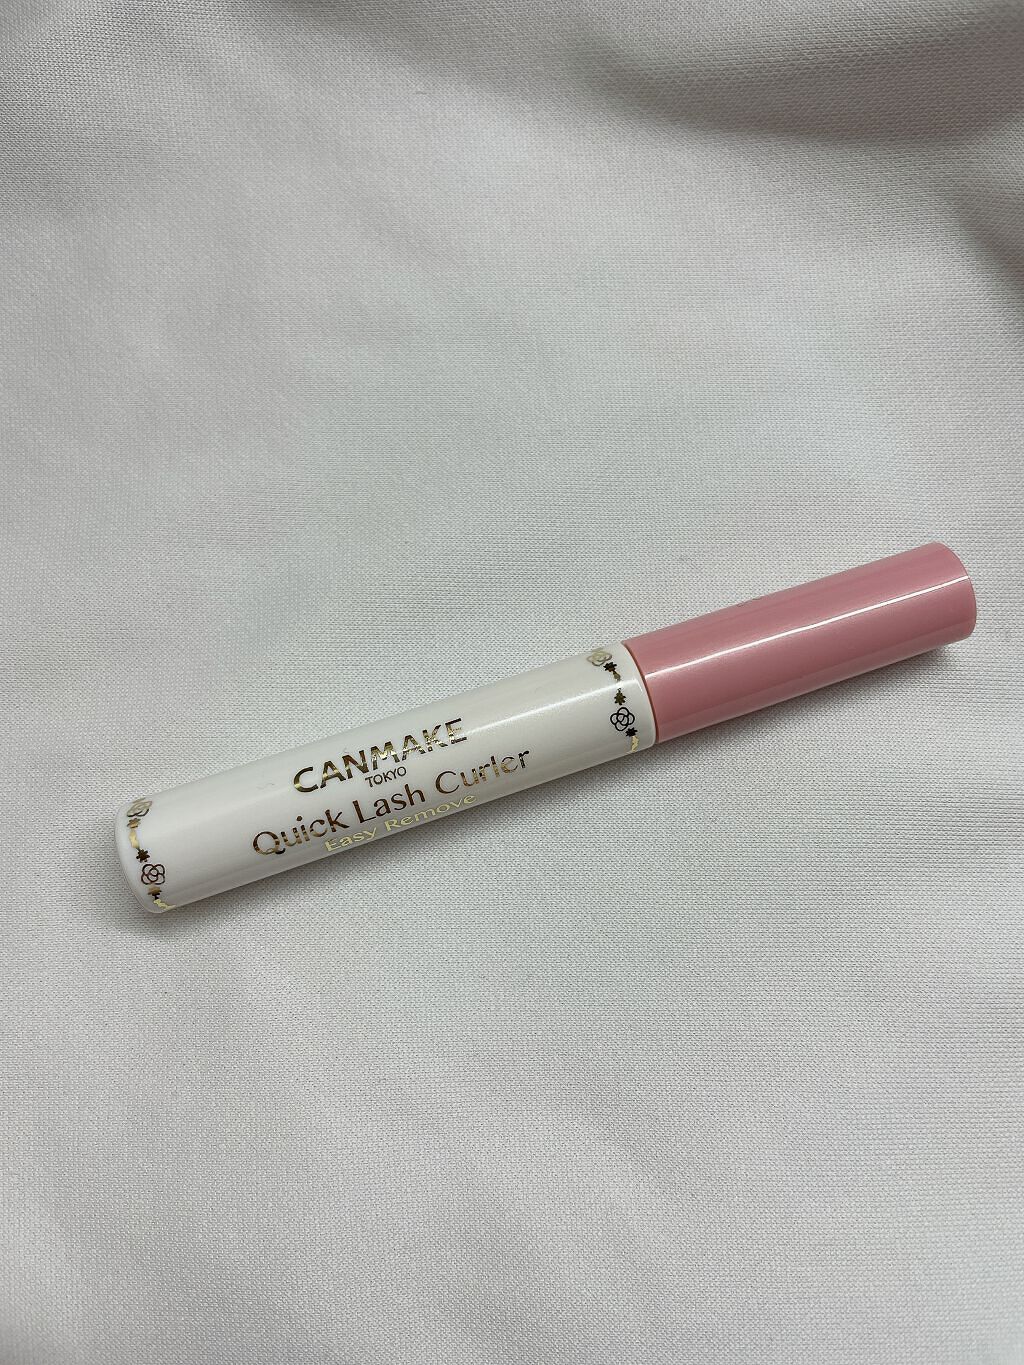 CANMAKE
TOKYO
Quick Lash Curler
Easy Remove